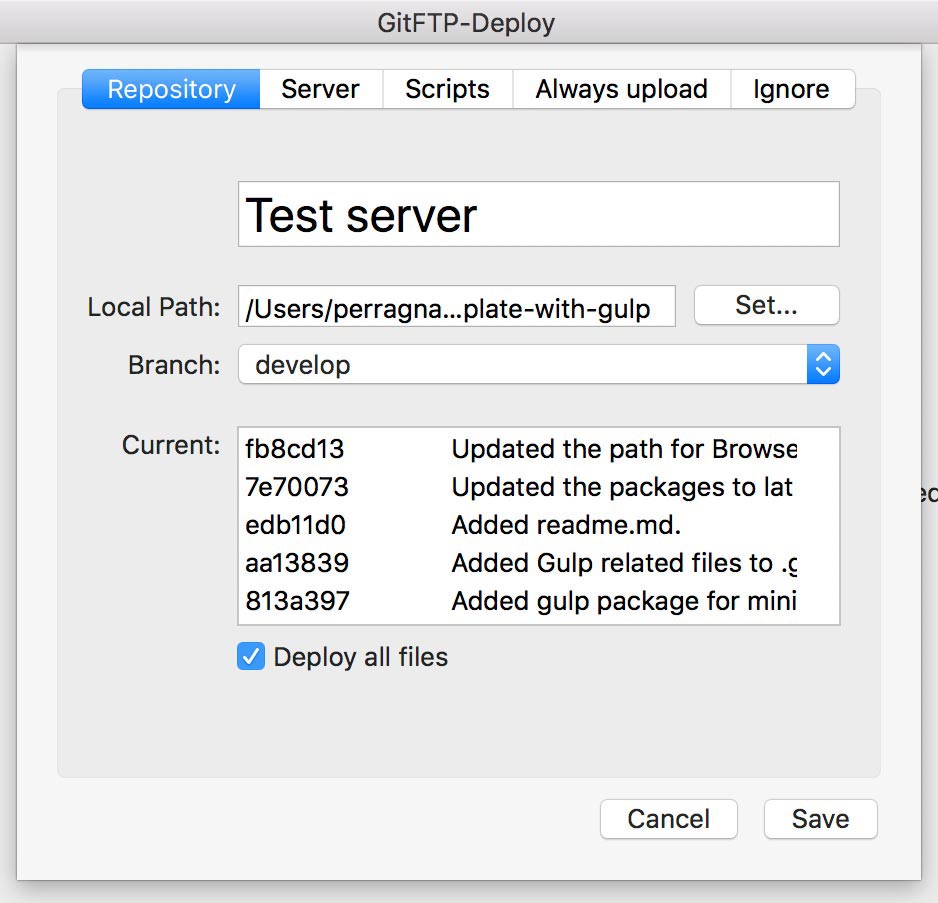 GitFTP-Deploy
Repository Server Scripts Always upload Ignore
Test server
Local Path: /Users/perragna...plate-with-gulp Set...
Branch: develop
Current: fb8cd13 Updated the path for Browse
7e70073 Updated the packages to lat
edb11d0 Added readme.md.
aa13839 Added Gulp related files to .g
813a397 Added gulp package for mini
Deploy all files
Cancel Save